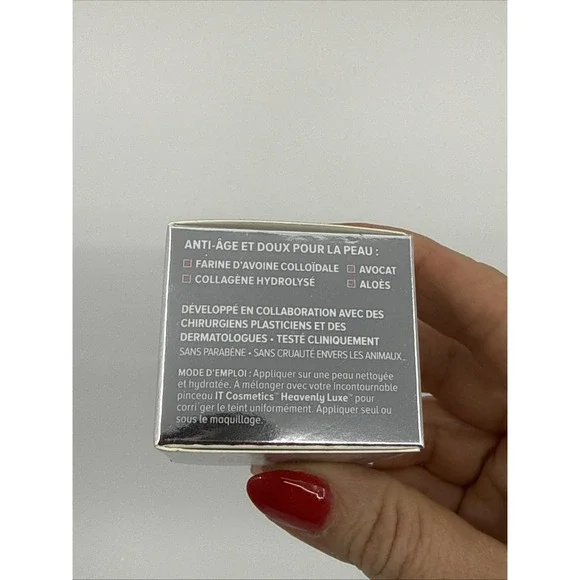 ANTI-ÂGE ET DOUX POUR LA PEAU :
FARINE D'AVOINE COLLOÏDALE AVOCAT
COLLAGÈNE HYDROLYSÉ ALOÈS
DÉVELOPPÉ EN COLLABORATION AVEC DES
CHIRURGIENS PLASTICIENS ET DES
DERMATOLOGUES • TESTÉ CLINIQUEMENT
SANS PARABÈNE • SANS CRUAUTÉ ENVERS LES ANIMAUX
MODE D'EMPLOI : Appliquer sur une peau nettoyée
et hydratée. À mélanger avec votre incontournable
pinceau IT Cosmetics™ Heavenly Luxe™ pour
corriger le teint uniformément. Appliquer seul ou
sous le maquillage.